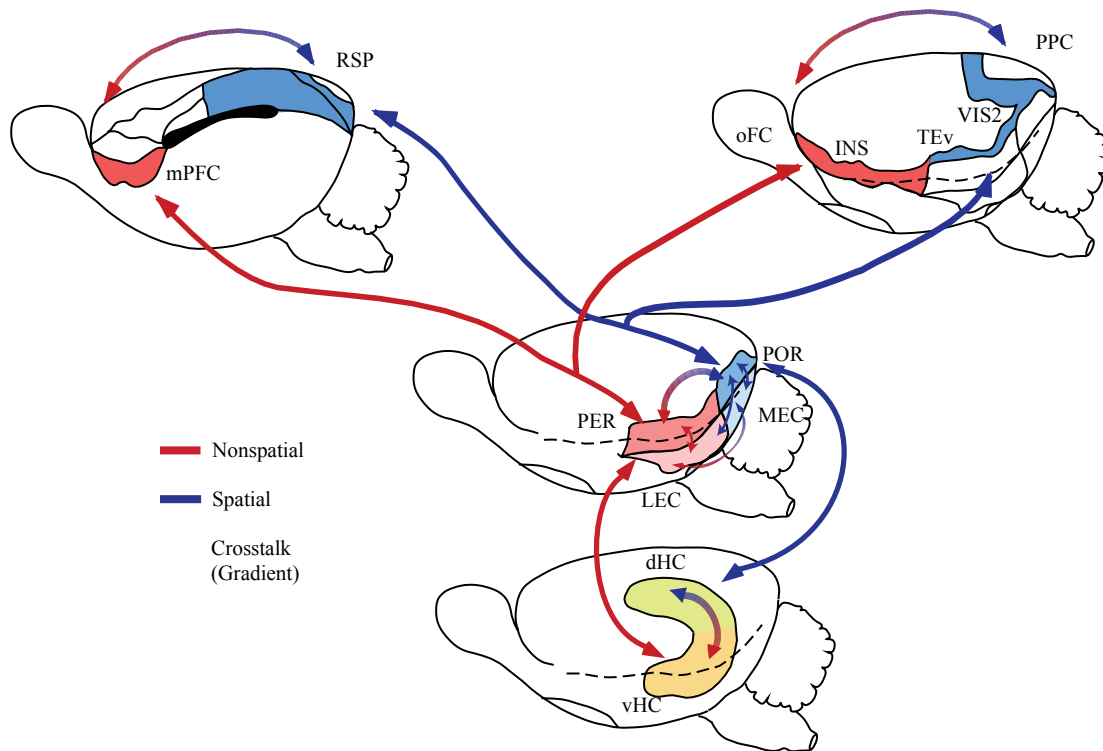 RSP
mPFC
PPC
VIS2
oFC
INS
TEv
POR
PER
MEC
LEC
Nonspatial
Spatial
Crosstalk
(Gradient)
dHC
vHC